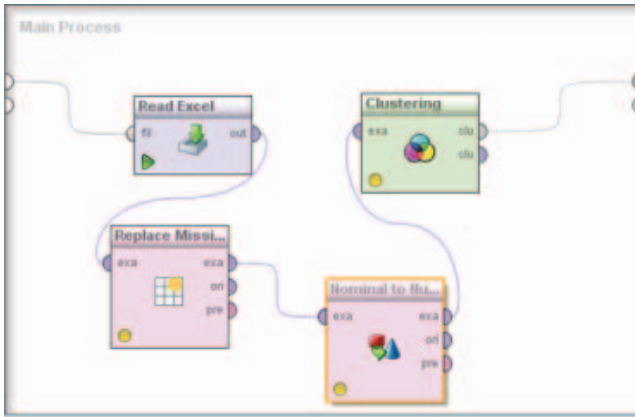 Main Process
Read Excel
fil
out
Clustering
exa
clu
clu
Replace Missi...
exa
exa
ori
pre
Nominal to Nu...
exa
exa
ori
pre